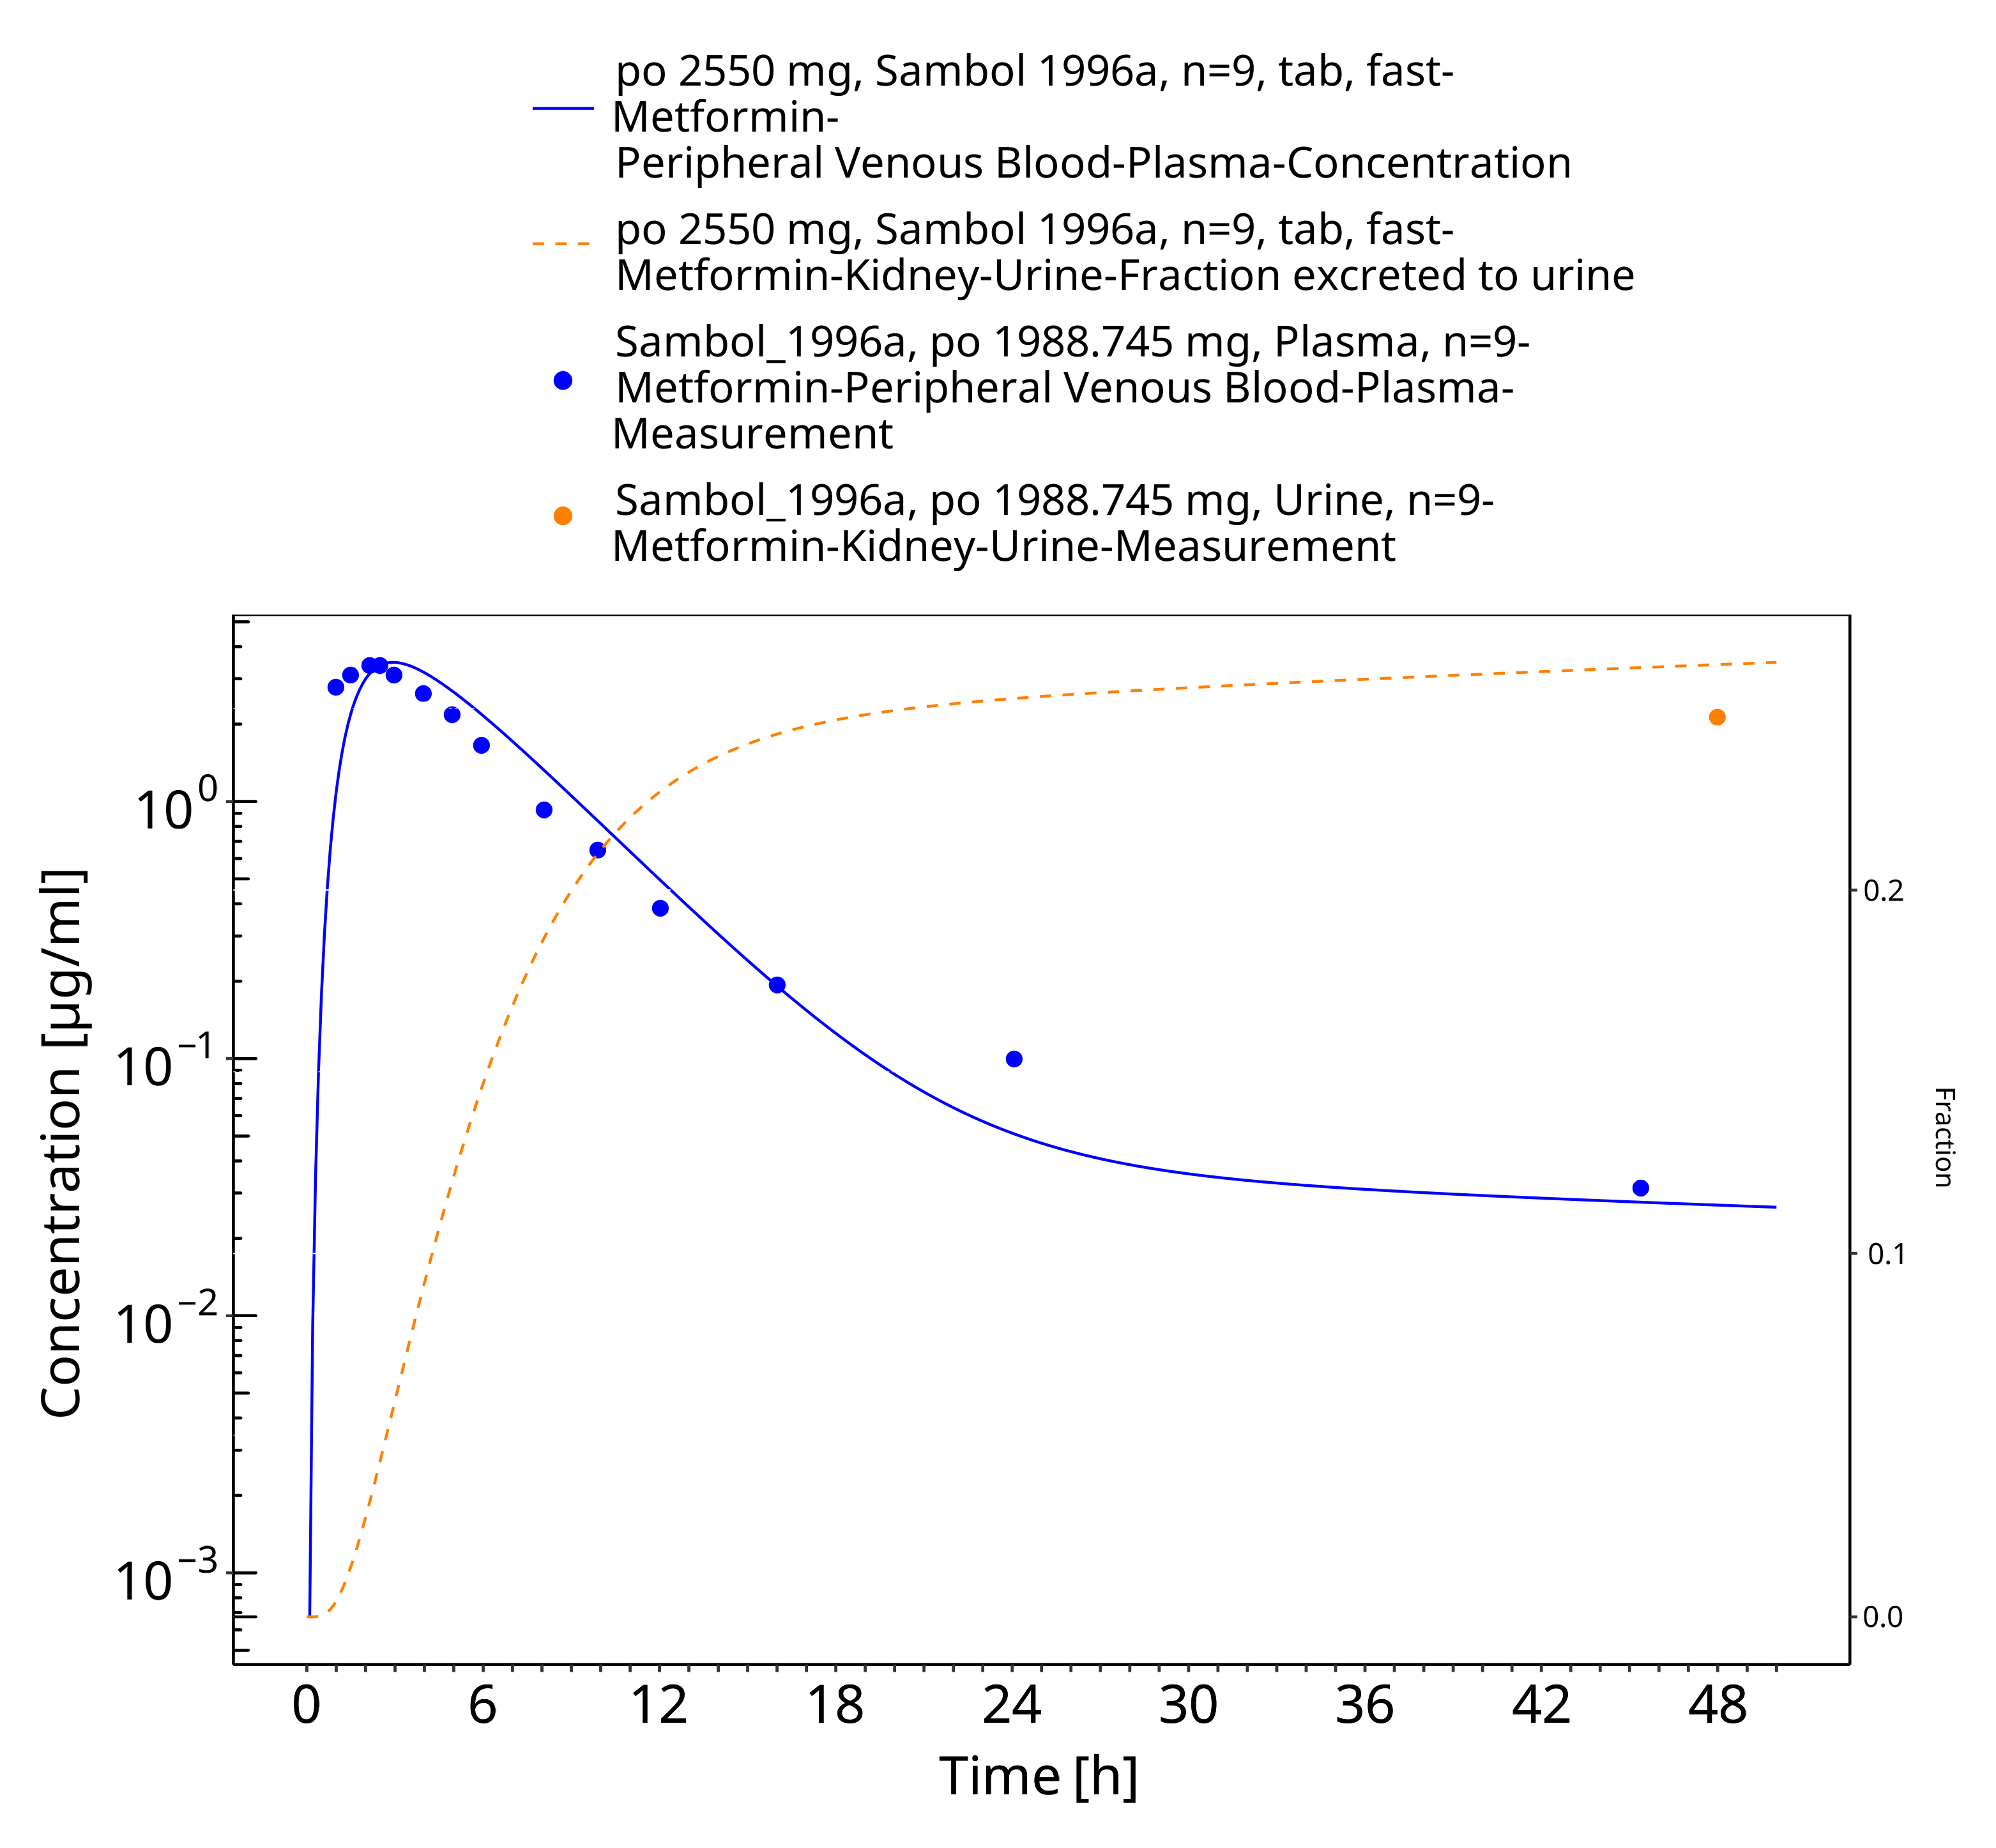 po 2550 mg, Sambol 1996a, n=9, tab, fast-
Metformin-
Peripheral Venous Blood-Plasma-Concentration
po 2550 mg, Sambol 1996a, n=9, tab, fast-
Metformin-Kidney-Urine-Fraction excreted to urine
Sambol_1996a, po 1988.745 mg, Plasma, n=9-
Metformin-Peripheral Venous Blood-Plasma-
Measurement
Sambol_1996a, po 1988.745 mg, Urine, n=9-
Metformin-Kidney-Urine-Measurement
Concentration [µg/ml]
10⁰
10⁻¹
10⁻²
10⁻³
0.2
0.1
0.0
Fraction
0 6 12 18 24 30 36 42 48
Time [h]